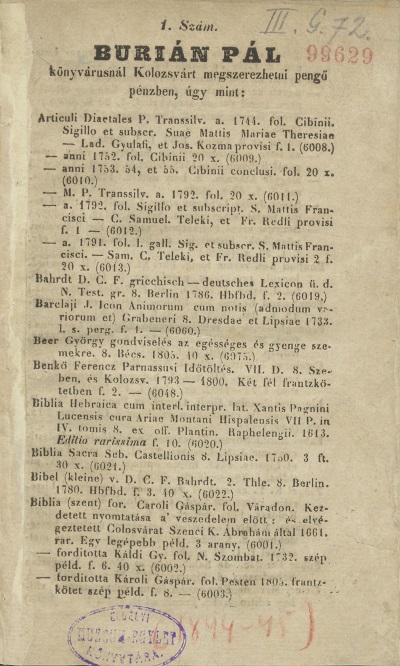 1. Szám.
III. G. 72.
BURIÁN PÁL
99629
könyvárusnál Kolozsvárt megszerezhetni pengő
pénzben, úgy mint:
Articuli Diaetales P. Transsilv. a. 1744. fol. Cibinii.
Sigillo et subscr. Suae Mattis Mariae Theresiae
— Lad. Gyulafi, et Jos. Kozma provisi f. 1. (6008.)
— anni 1752. fol. Cibinii 20 x. (6009.)
— anni 1753. 54, et 55. Cibinii conclusi. fol. 20 x.
(6010.)
— M. P. Transsilv. a. 1792. fol. 20 x. (6011.)
— a. 1792. fol. Sigillo et subscript. S. Mattis Fran-
cisci — C. Samuel. Teleki, et Fr. Redli provisi
f. 1 — (6012.)
— a. 1791. fol. l. gall. Sig. et subscr. S. Mattis Fran-
cisci. — Sam. C. Teleki, et Fr. Redli provisi 2 f.
20 x. (6013.)
Bahrdt D. C. F. griechisch — deutsches Lexicon ü. d.
N. Test. gr. 8. Berlin 1786. Hbfbd. f. 2. (6019.)
Barclaji J. Icon Animorum cum notis (admodum va-
riorum et) Grabeneri 8. Dresdae et Lipsiae 1733.
l. s. perg. f. 1. — (6060.)
Beer György gondviselés az egésséges és gyenge sze-
mekre. 8. Bécs. 1805. 40 x. (6975.)
Benkő Ferencz Parnassusi Időtöltés. VII. D. 8. Sze-
ben, és Kolozsv. 1793 — 1800. Két fél frantzkö-
tetben f. 2. — (6048.)
Biblia Hebraica cum interl. interpr. lat. Xantis Pagnini
Lucensis cura Ariae Montani Hispalensis VII P. in
IV. tomis 8. ex off. Plantin. Raphelengii. 1613.
Editio rarissima f. 10. (6020.)
Biblia Sacra Seb. Castellionis 8. Lipsiae. 1750. 3 ft.
30 x. (6021.)
Bibel (kleine) v. D. C. F. Bahrdt. 2. Thle. 8. Berlin.
1780. Hbfbd. f. 3. 40 x. (6022.)
Biblia (szent) for. Caroli Gáspár fol. Váradon. Kez-
detett nyomtatása a' veszedelem előtt: és elvé-
geztetett Colosvárat Szenci K. Ábrahám által 1661.
rar. Egy legépebb péld. 3 arany. (6001.)
— fordította Káldi Gy. fol. N. Szombat. 1732. szép
péld. f. 6. 40 x. (6002.)
— fordította Károli Gáspár. fol. Pesten 1805. frantz-
kötet szép péld. f. 8. — (6003.)
(1844-45)
ERDÉLYI
MUZEUM-EGYLET
KÖNYVTÁRA.